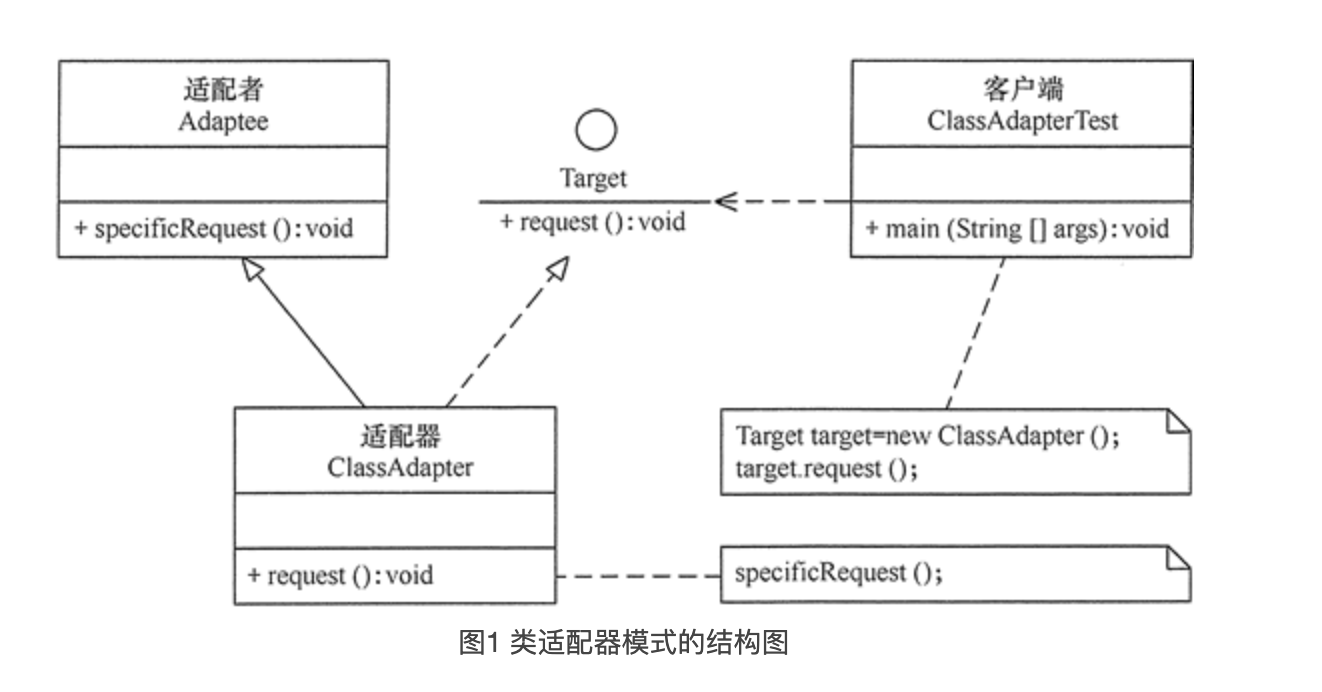 适配者
Adaptee
+ specificRequest ():void
Target
+ request ():void
客户端
ClassAdapterTest
+ main (String [] args):void
适配器
ClassAdapter
+ request ():void
Target target=new ClassAdapter ();
target.request ();
specificRequest ();
图1 类适配器模式的结构图